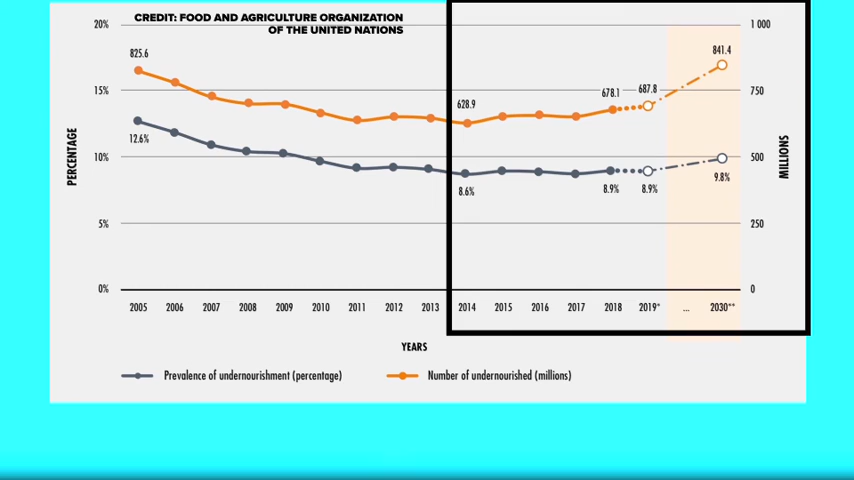 CREDIT: FOOD AND AGRICULTURE ORGANIZATION
OF THE UNITED NATIONS
20%
15%
10%
5%
0%
PERCENTAGE
1 000
750
500
250
0
MILLIONS
825.6
628.9
678.1
687.8
841.4
12.6%
8.6%
8.9%
8.9%
9.8%
2005 2006 2007 2008 2009 2010 2011 2012 2013 2014 2015 2016 2017 2018 2019* ... 2030**
YEARS
Prevalence of undernourishment (percentage) Number of undernourished (millions)